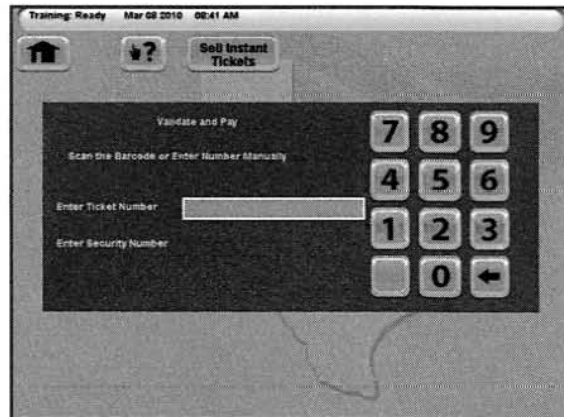 Training: Ready Mar 08 2010 08:41 AM
? Sell Instant
Tickets
Validate and Pay
7 8 9
Scan the Barcode or Enter Number Manually
4 5 6
Enter Ticket Number
1 2 3
Enter Security Number
0